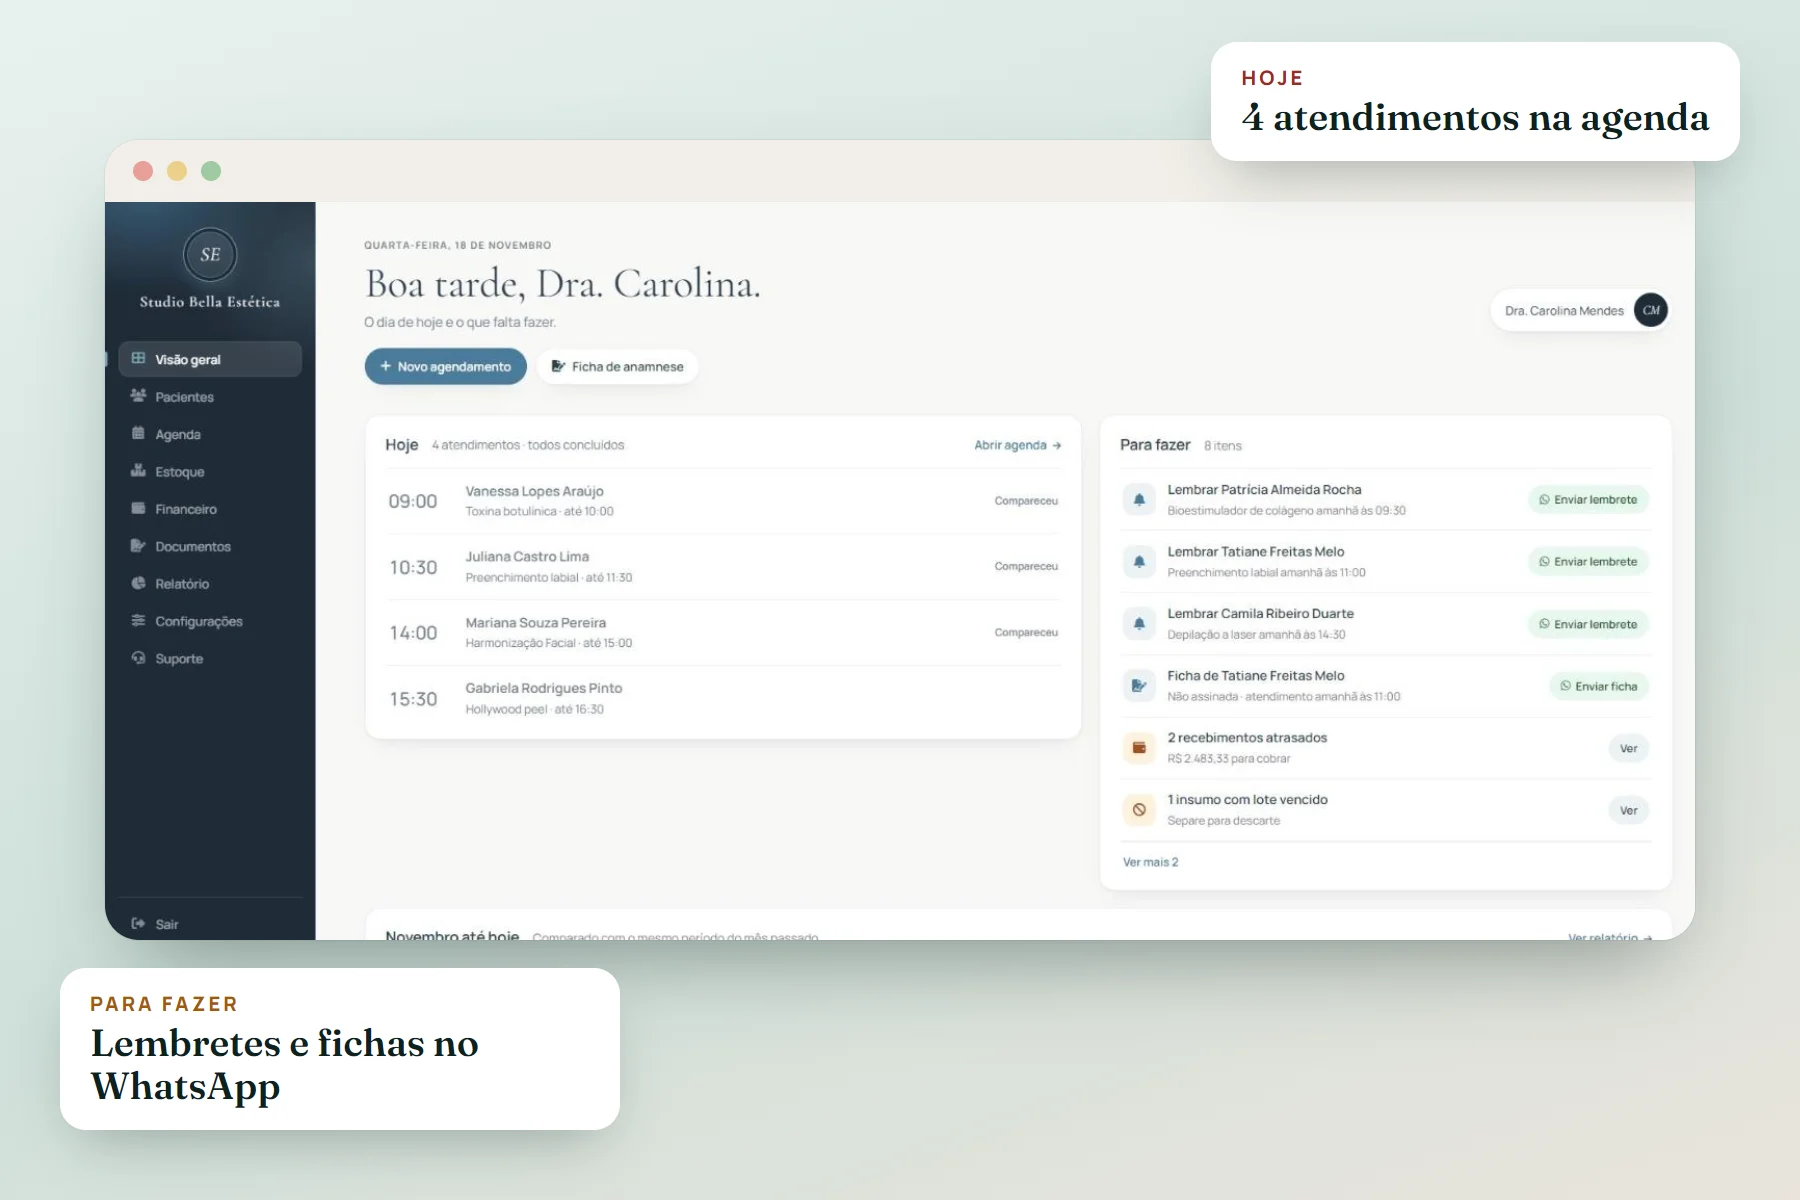 HOJE
4 atendimentos na agenda
SE
Studio Bella Estética
Visão geral
Pacientes
Agenda
Estoque
Financeiro
Documentos
Relatório
Configurações
Suporte
Sair
QUARTA-FEIRA, 18 DE NOVEMBRO
Boa tarde, Dra. Carolina.
O dia de hoje e o que falta fazer.
Dra. Carolina Mendes CM
+ Novo agendamento
Ficha de anamnese
Hoje 4 atendimentos · todos concluídos Abrir agenda →
09:00 Vanessa Lopes Araújo Compareceu
Toxina botulínica · até 10:00
10:30 Juliana Castro Lima Compareceu
Preenchimento labial · até 11:30
14:00 Mariana Souza Pereira Compareceu
Harmonização Facial · até 15:00
15:30 Gabriela Rodrigues Pinto
Hollywood peel · até 16:30
Para fazer 8 itens
Lembrar Patrícia Almeida Rocha
Bioestimulador de colágeno amanhã às 09:30
Enviar lembrete
Lembrar Tatiane Freitas Melo
Preenchimento labial amanhã às 11:00
Enviar lembrete
Lembrar Camila Ribeiro Duarte
Depilação a laser amanhã às 14:30
Enviar lembrete
Ficha de Tatiane Freitas Melo
Não assinada · atendimento amanhã às 11:00
Enviar ficha
2 recebimentos atrasados
R$ 2.483,33 para cobrar
Ver
1 insumo com lote vencido
Separe para descarte
Ver
Ver mais 2
Novembro até hoje Comparado com o mesmo período do mês passado Ver relatório →
PARA FAZER
Lembretes e fichas no
WhatsApp